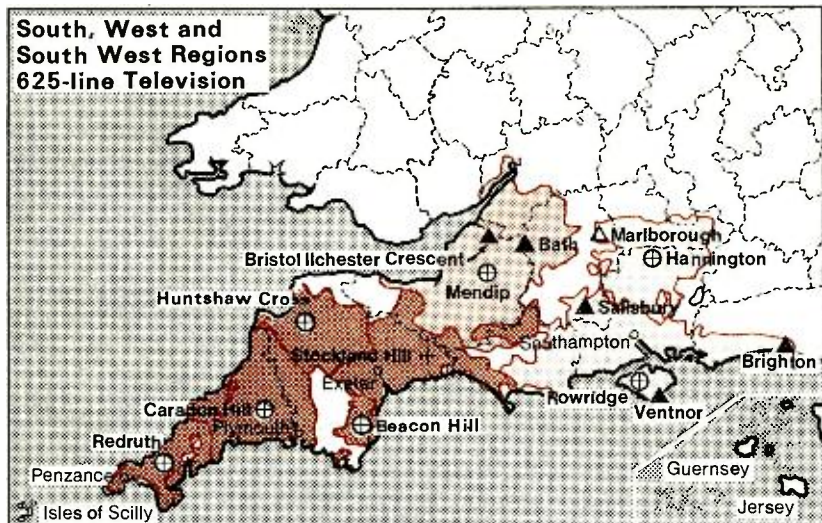 South, West and
South West Regions
625-line Television
Bristol Ilchester Crescent
Bath
Marlborough
Hannington
Mendip
Huntshaw Cross
Salisbury
Stockland Hill
Southampton
Brighton
Exeter
Rowridge
Ventnor
Caradon Hill
Plymouth
Beacon Hill
Redruth
Penzance
Guernsey
Isles of Scilly
Jersey